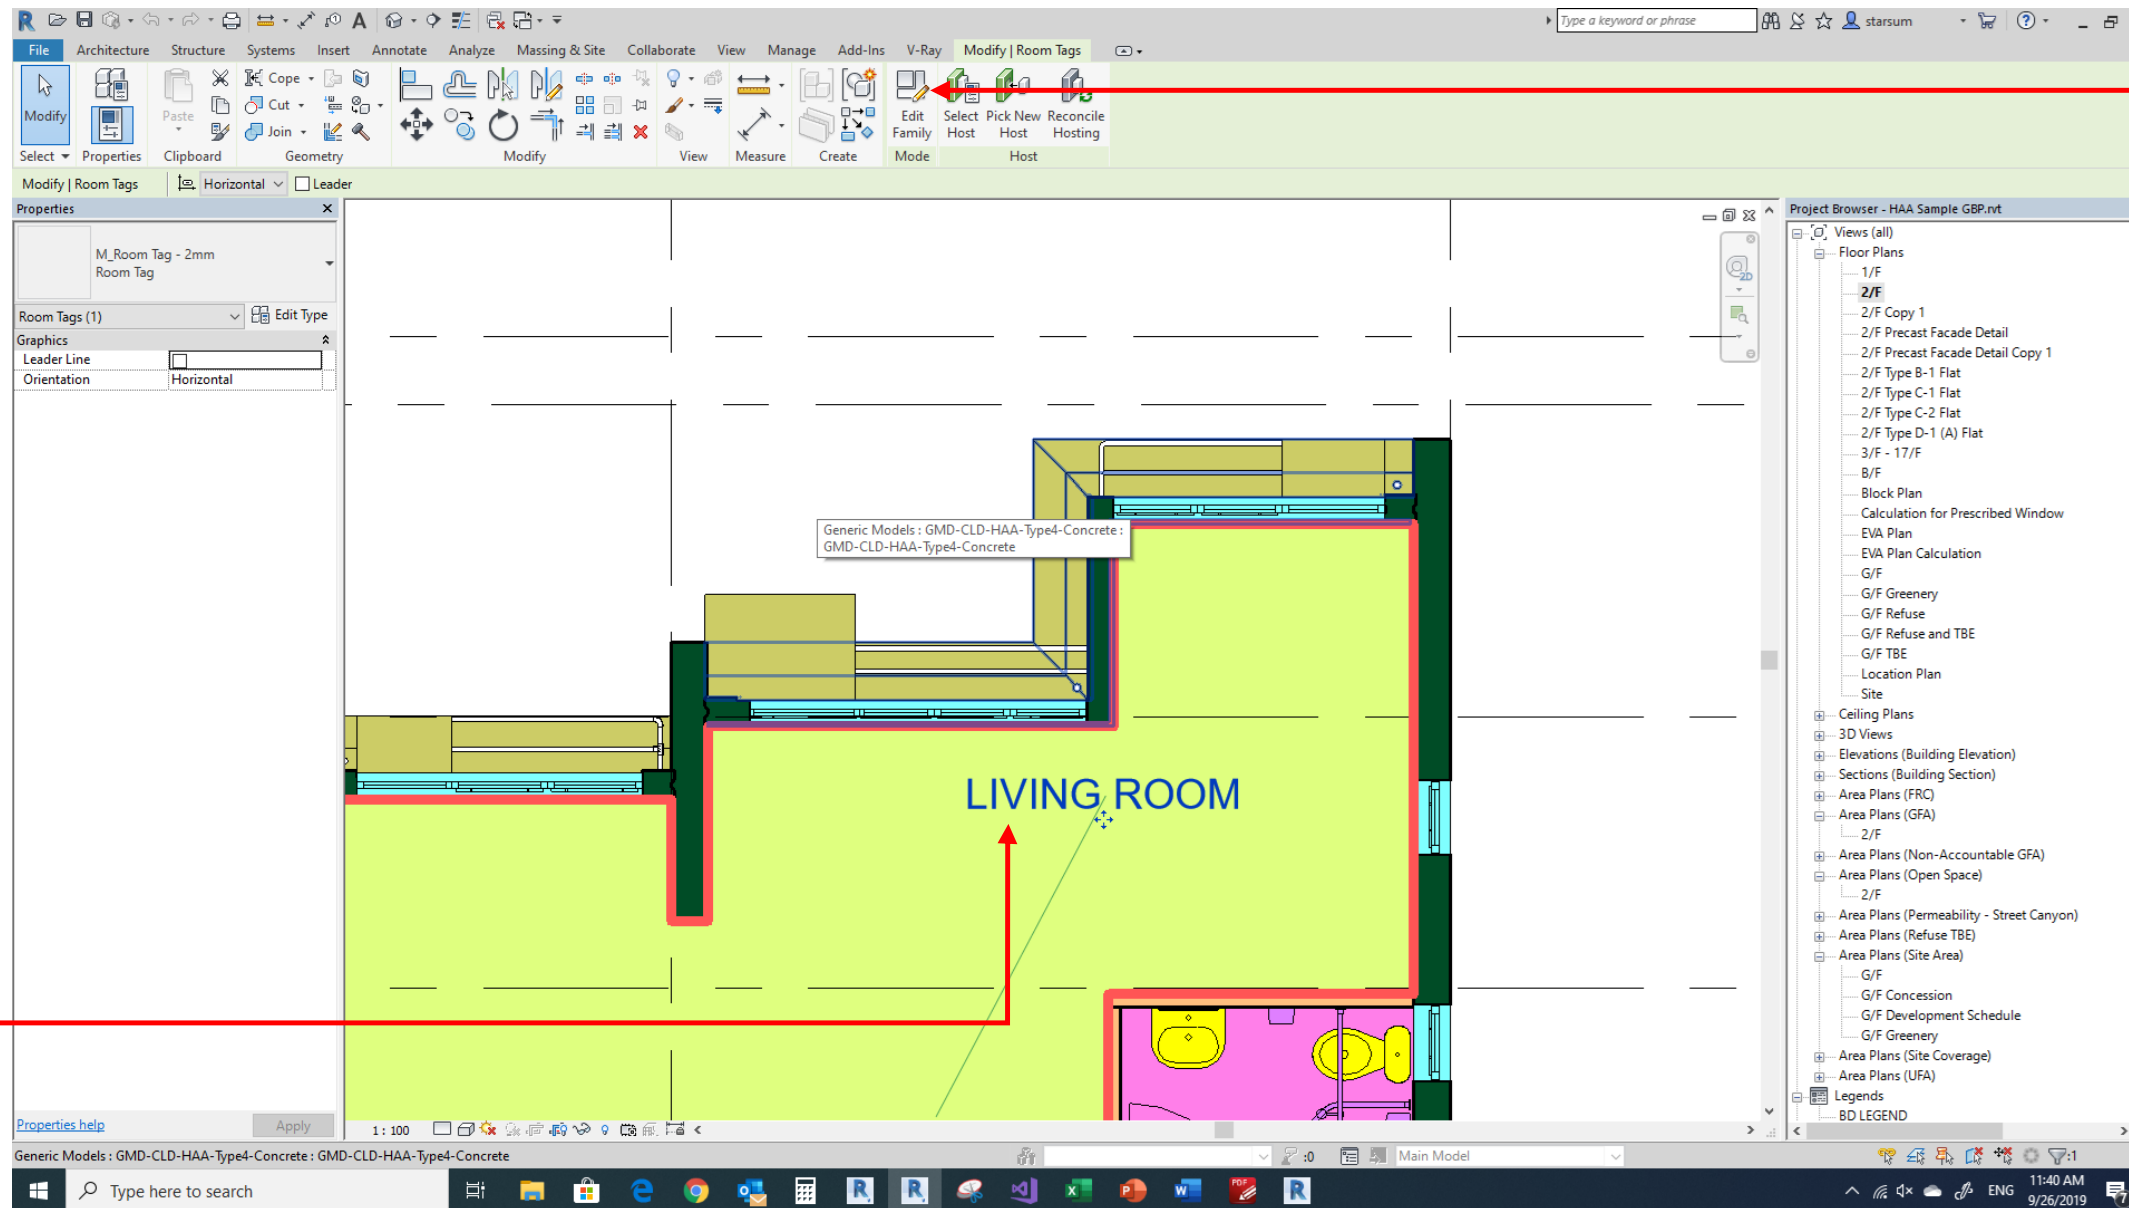 Type a keyword or phrase
starsum
File Architecture Structure Systems Insert Annotate Analyze Massing & Site Collaborate View Manage Add-Ins V-Ray Modify | Room Tags
Modify
Paste
Cope
Cut
Join
Edit Family
Select Host
Pick New Host
Reconcile Hosting
Select Properties Clipboard Geometry Modify View Measure Create Mode Host
Modify | Room Tags Horizontal Leader
Properties
M_Room Tag - 2mm
Room Tag
Room Tags (1) Edit Type
Graphics
Leader Line
Orientation Horizontal
Properties help Apply
2D
Generic Models : GMD-CLD-HAA-Type4-Concrete :
GMD-CLD-HAA-Type4-Concrete
LIVING ROOM
1 : 100
Project Browser - HAA Sample GBP.rvt
Views (all)
Floor Plans
1/F
2/F
2/F Copy 1
2/F Precast Facade Detail
2/F Precast Facade Detail Copy 1
2/F Type B-1 Flat
2/F Type C-1 Flat
2/F Type C-2 Flat
2/F Type D-1 (A) Flat
3/F - 17/F
B/F
Block Plan
Calculation for Prescribed Window
EVA Plan
EVA Plan Calculation
G/F
G/F Greenery
G/F Refuse
G/F Refuse and TBE
G/F TBE
Location Plan
Site
Ceiling Plans
3D Views
Elevations (Building Elevation)
Sections (Building Section)
Area Plans (FRC)
Area Plans (GFA)
2/F
Area Plans (Non-Accountable GFA)
Area Plans (Open Space)
2/F
Area Plans (Permeability - Street Canyon)
Area Plans (Refuse TBE)
Area Plans (Site Area)
G/F
G/F Concession
G/F Development Schedule
G/F Greenery
Area Plans (Site Coverage)
Area Plans (UFA)
Legends
BD LEGEND
Generic Models : GMD-CLD-HAA-Type4-Concrete : GMD-CLD-HAA-Type4-Concrete
:0
Main Model
:1
Type here to search
PDF
ENG
11:40 AM
9/26/2019
7